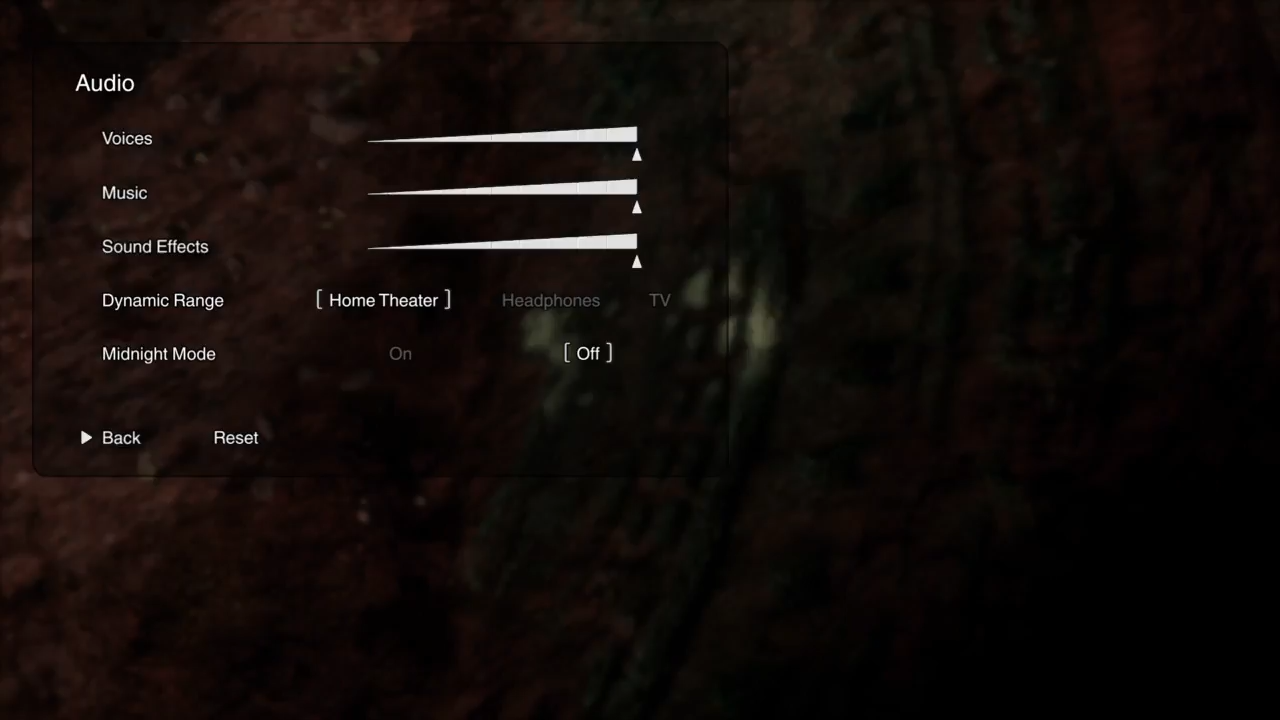 Audio
Voices
Music
Sound Effects
Dynamic Range [ Home Theater ] Headphones TV
Midnight Mode On [ Off ]
Back Reset